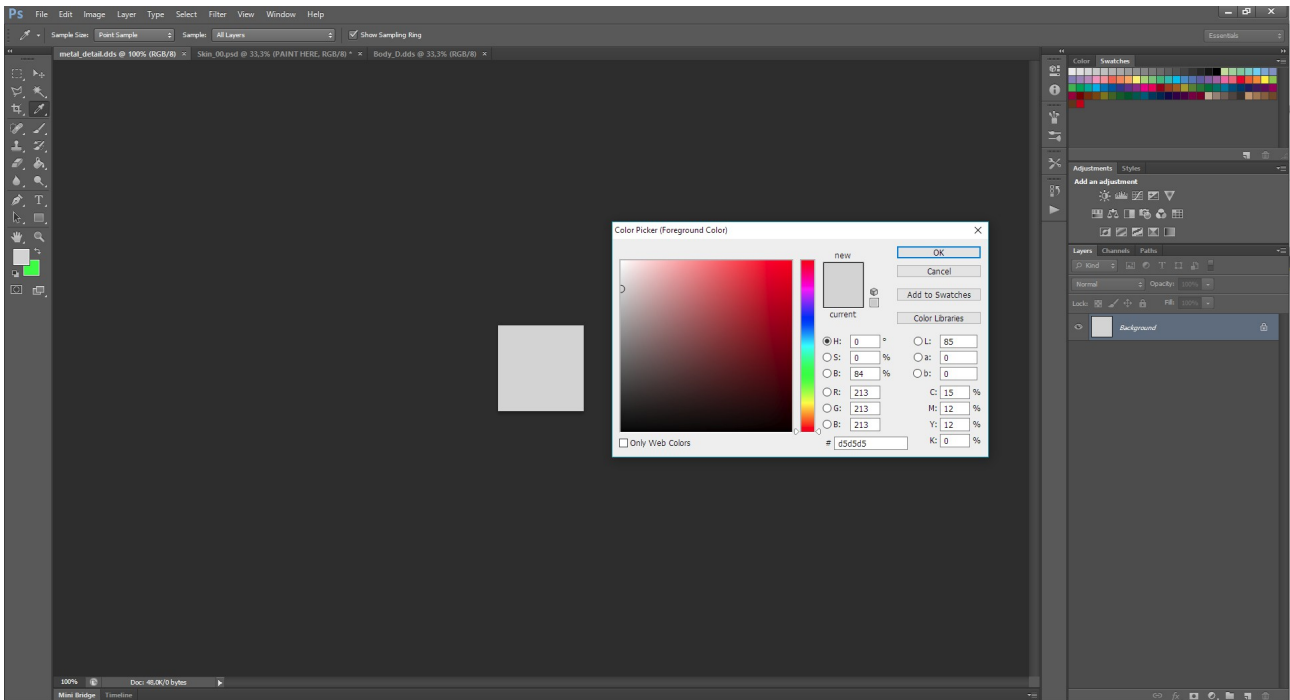 Ps File Edit Image Layer Type Select Filter View Window Help
Sample Size: Point Sample Sample: All Layers Show Sampling Ring Essentials
metal_detail.dds @ 100% (RGB/8) × Skin_00.psd @ 33,3% (PAINT HERE, RGB/8) * × Body_D.dds @ 33,3% (RGB/8) ×
Color Swatches
Adjustments Styles
Add an adjustment
Layers Channels Paths
Kind
Normal Opacity: 100%
Lock: Fill: 100%
Background
Color Picker (Foreground Color)
new
current
OK
Cancel
Add to Swatches
Color Libraries
H: 0 ° L: 85
S: 0 % a: 0
B: 84 % b: 0
R: 213 C: 15 %
G: 213 M: 12 %
B: 213 Y: 12 %
Only Web Colors # d5d5d5 K: 0 %
100% Doc: 48,0K/0 bytes
Mini Bridge Timeline